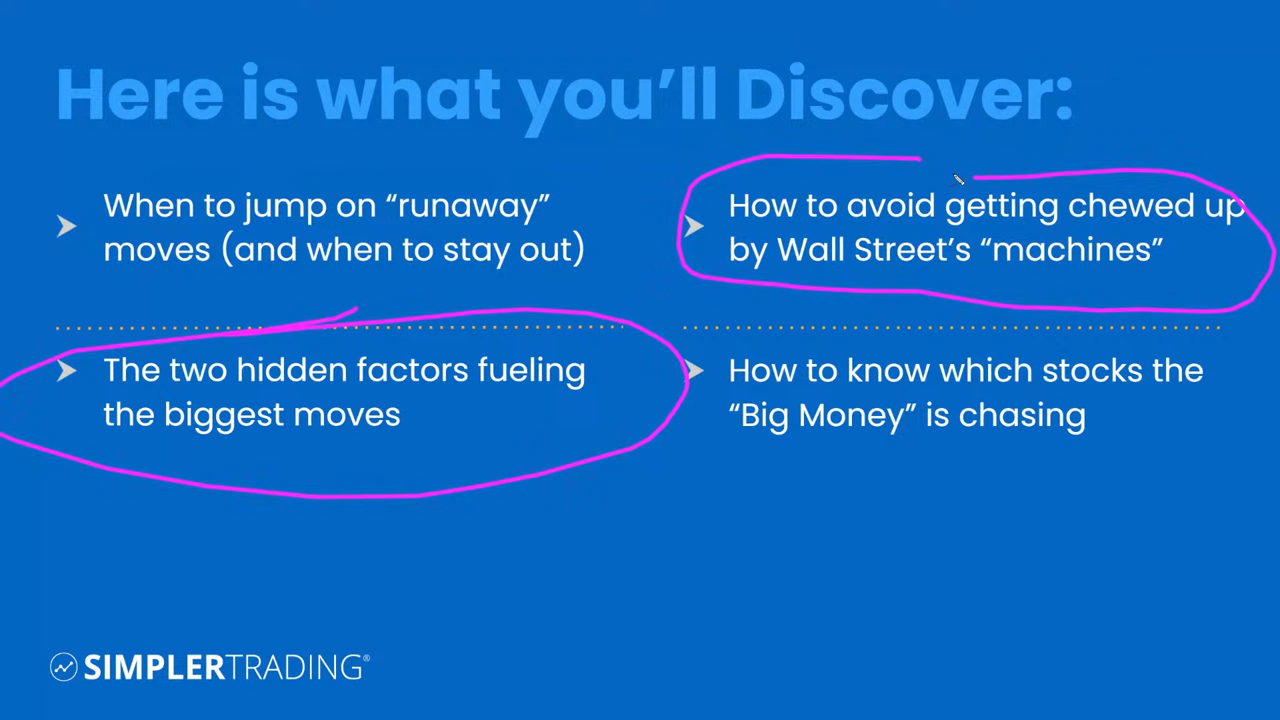 Here is what you’ll Discover:
When to jump on “runaway”
moves (and when to stay out)
How to avoid getting chewed up
by Wall Street’s “machines”
The two hidden factors fueling
the biggest moves
How to know which stocks the
“Big Money” is chasing
SIMPLERTRADING®